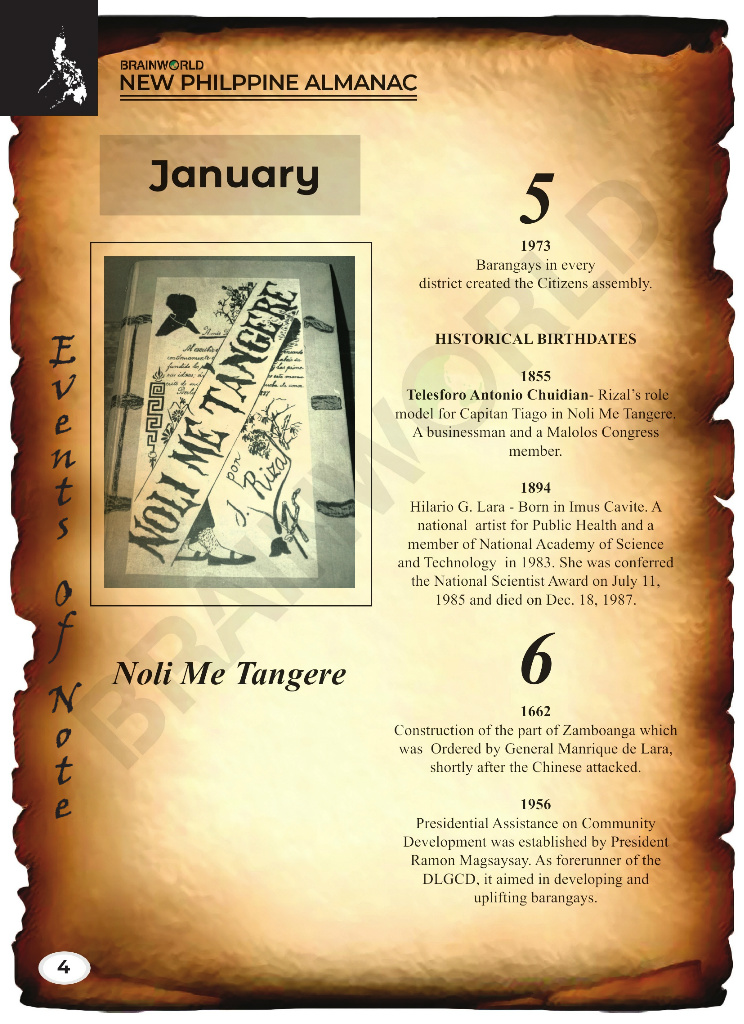 BRAINWORLD
NEW PHILPPINE ALMANAC
January
Events of Note
NOLI ME TANGERE
por
J. Rizal
Noli Me Tangere
5
1973
Barangays in every
district created the Citizens assembly.
HISTORICAL BIRTHDATES
1855
Telesforo Antonio Chuidian- Rizal’s role
model for Capitan Tiago in Noli Me Tangere.
A businessman and a Malolos Congress
member.
1894
Hilario G. Lara - Born in Imus Cavite. A
national artist for Public Health and a
member of National Academy of Science
and Technology in 1983. She was conferred
the National Scientist Award on July 11,
1985 and died on Dec. 18, 1987.
6
1662
Construction of the part of Zamboanga which
was Ordered by General Manrique de Lara,
shortly after the Chinese attacked.
1956
Presidential Assistance on Community
Development was established by President
Ramon Magsaysay. As forerunner of the
DLGCD, it aimed in developing and
uplifting barangays.
BRAINWORLD
4